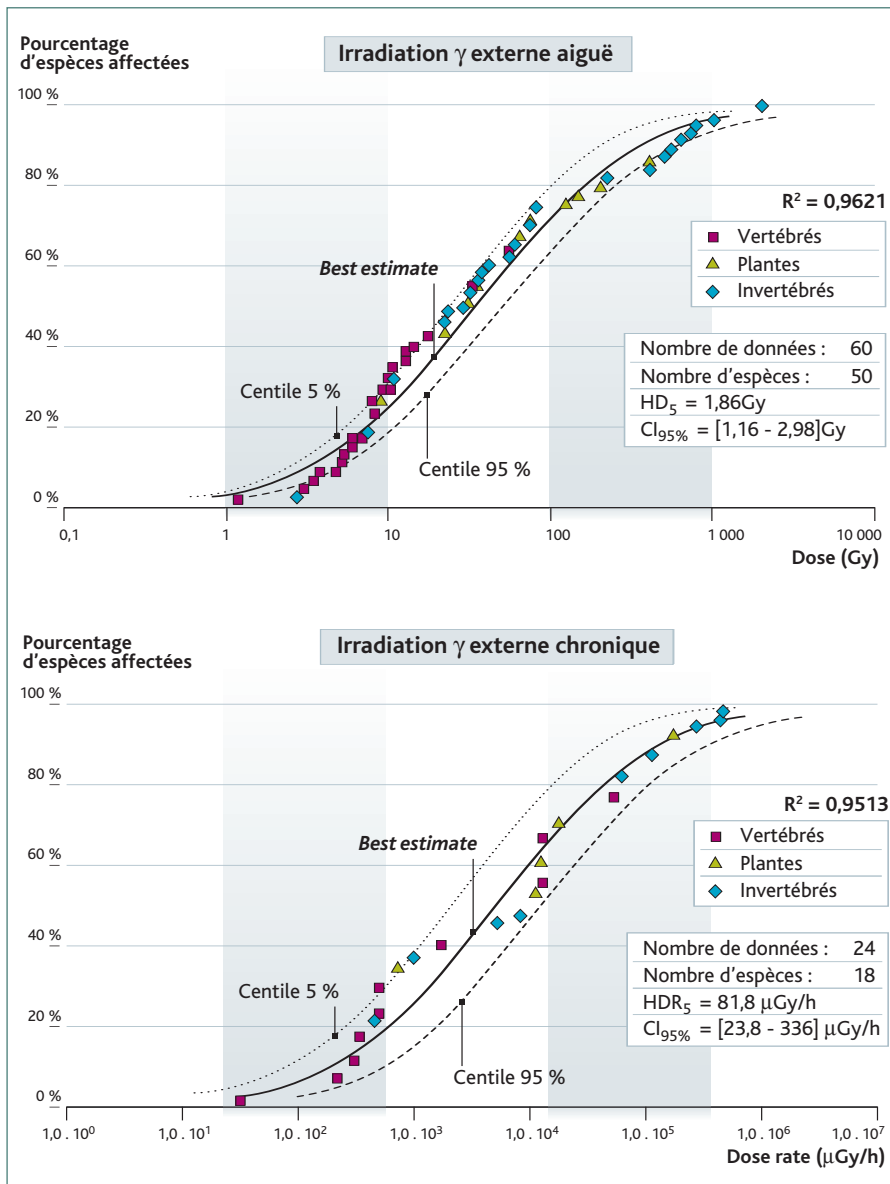 Pourcentage
d'espèces affectées
Irradiation γ externe aiguë
100 %
80 %
60 %
40 %
20 %
0 %
R² = 0,9621
Vertébrés
Plantes
Invertébrés
Best estimate
Centile 5 %
Centile 95 %
Nombre de données : 60
Nombre d'espèces : 50
HD₅ = 1,86Gy
CI₉₅% = [1,16 - 2,98]Gy
0,1 1 10 100 1 000 10 000
Dose (Gy)
Pourcentage
d'espèces affectées
Irradiation γ externe chronique
100 %
80 %
60 %
40 %
20 %
0 %
R² = 0,9513
Vertébrés
Plantes
Invertébrés
Best estimate
Centile 5 %
Centile 95 %
Nombre de données : 24
Nombre d'espèces : 18
HDR₅ = 81,8 µGy/h
CI₉₅% = [23,8 - 336] µGy/h
1,0 . 10⁰ 1,0 . 10¹ 1,0 . 10² 1,0 . 10³ 1,0 . 10⁴ 1,0 . 10⁵ 1,0 . 10⁶ 1,0 . 10⁷
Dose rate (µGy/h)